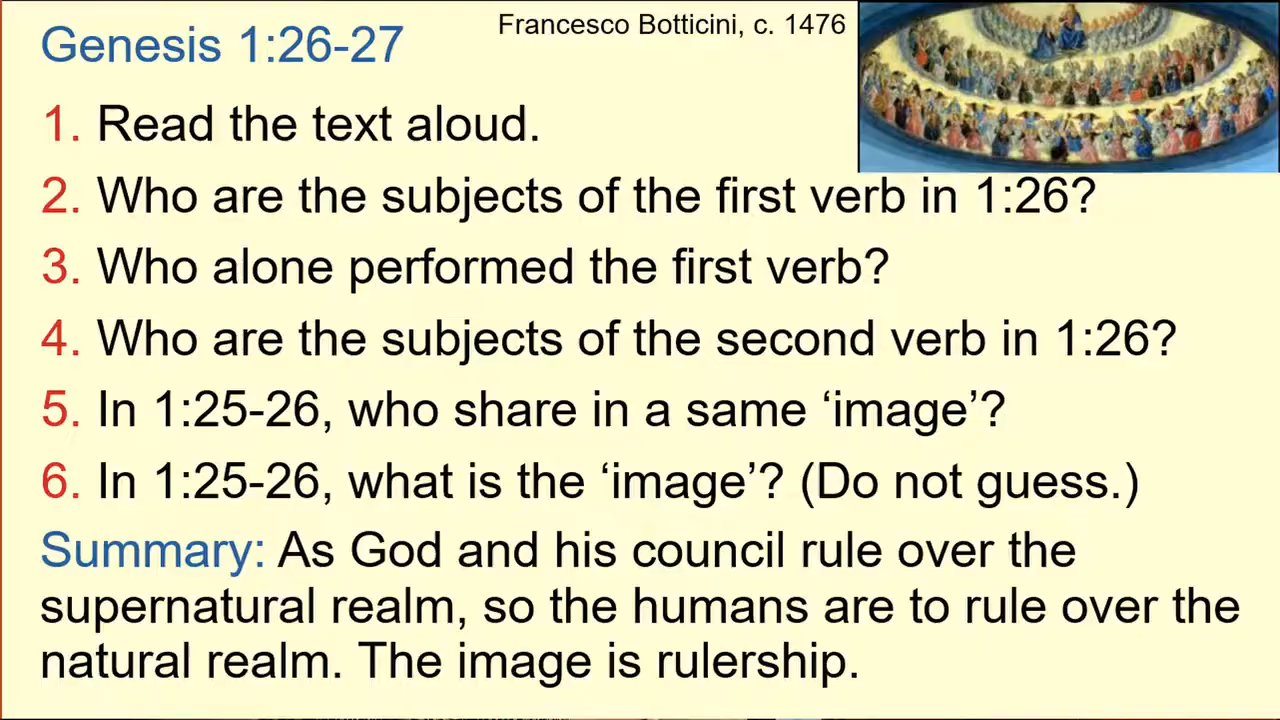 Genesis 1:26-27
Francesco Botticini, c. 1476
1. Read the text aloud.
2. Who are the subjects of the first verb in 1:26?
3. Who alone performed the first verb?
4. Who are the subjects of the second verb in 1:26?
5. In 1:25-26, who share in a same ‘image’?
6. In 1:25-26, what is the ‘image’? (Do not guess.)
Summary: As God and his council rule over the
supernatural realm, so the humans are to rule over the
natural realm. The image is rulership.